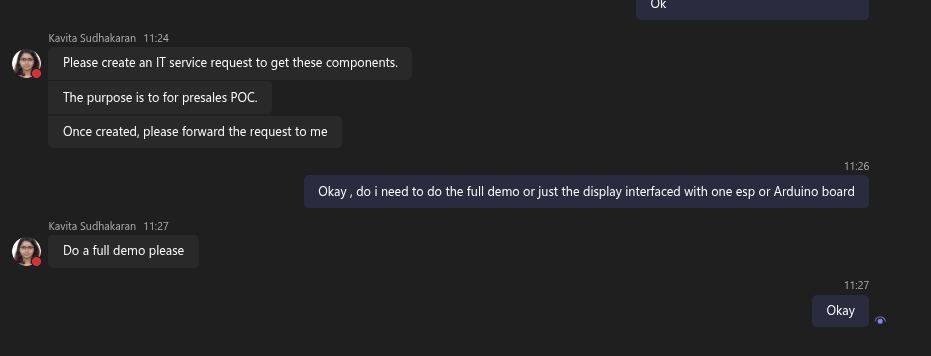 Ok
Kavita Sudhakaran 11:24
Please create an IT service request to get these components.
The purpose is to for presales POC.
Once created, please forward the request to me
11:26
Okay , do i need to do the full demo or just the display interfaced with one esp or Arduino board
Kavita Sudhakaran 11:27
Do a full demo please
11:27
Okay